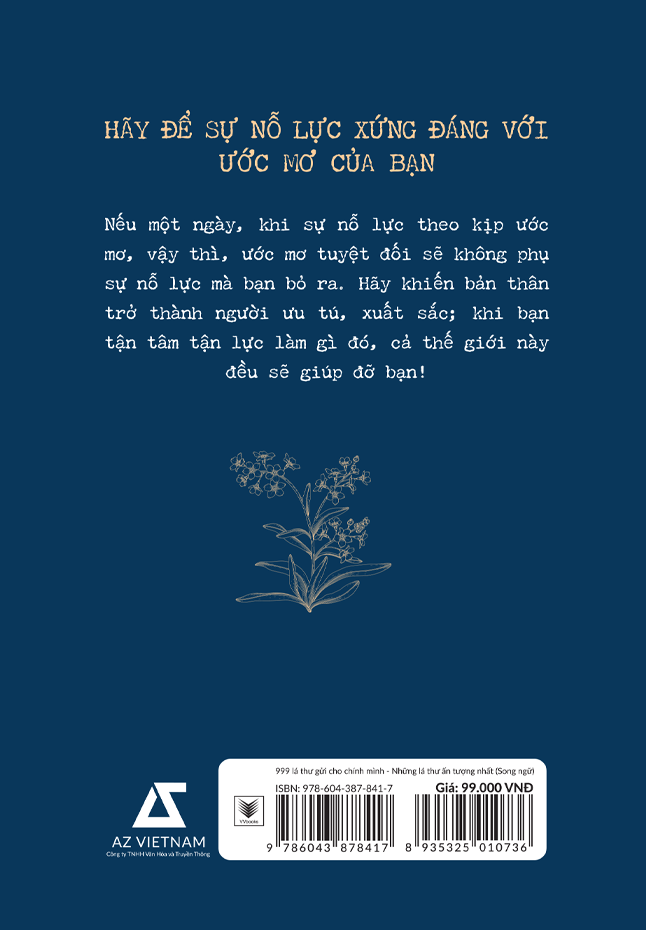 HÃY ĐỂ SỰ NỖ LỰC XỨNG ĐÁNG VỚI
ƯỚC MƠ CỦA BẠN
Nếu một ngày, khi sự nỗ lực theo kịp ước
mơ, vậy thì, ước mơ tuyệt đối sẽ không phụ
sự nỗ lực mà bạn bỏ ra. Hãy khiến bản thân
trở thành người ưu tú, xuất sắc; khi bạn
tận tâm tận lực làm gì đó, cả thế giới này
đều sẽ giúp đỡ bạn!
999 lá thư gửi cho chính mình - Những lá thư ấn tượng nhất (Song ngữ)
ISBN: 978-604-387-841-7
Giá: 99.000 VNĐ
VVbooks
9 786043 878417
8 935325 010736
AZ VIETNAM
Công ty TNHH Văn Hóa và Truyền Thông